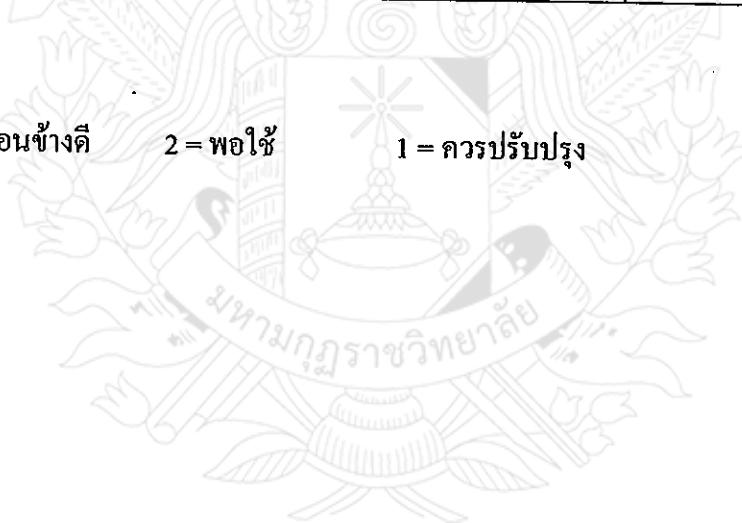 อนข้างดี 2 = พอใช้ 1 = ควรปรับปรุง
มหามกุฏราชวิทยาลัย